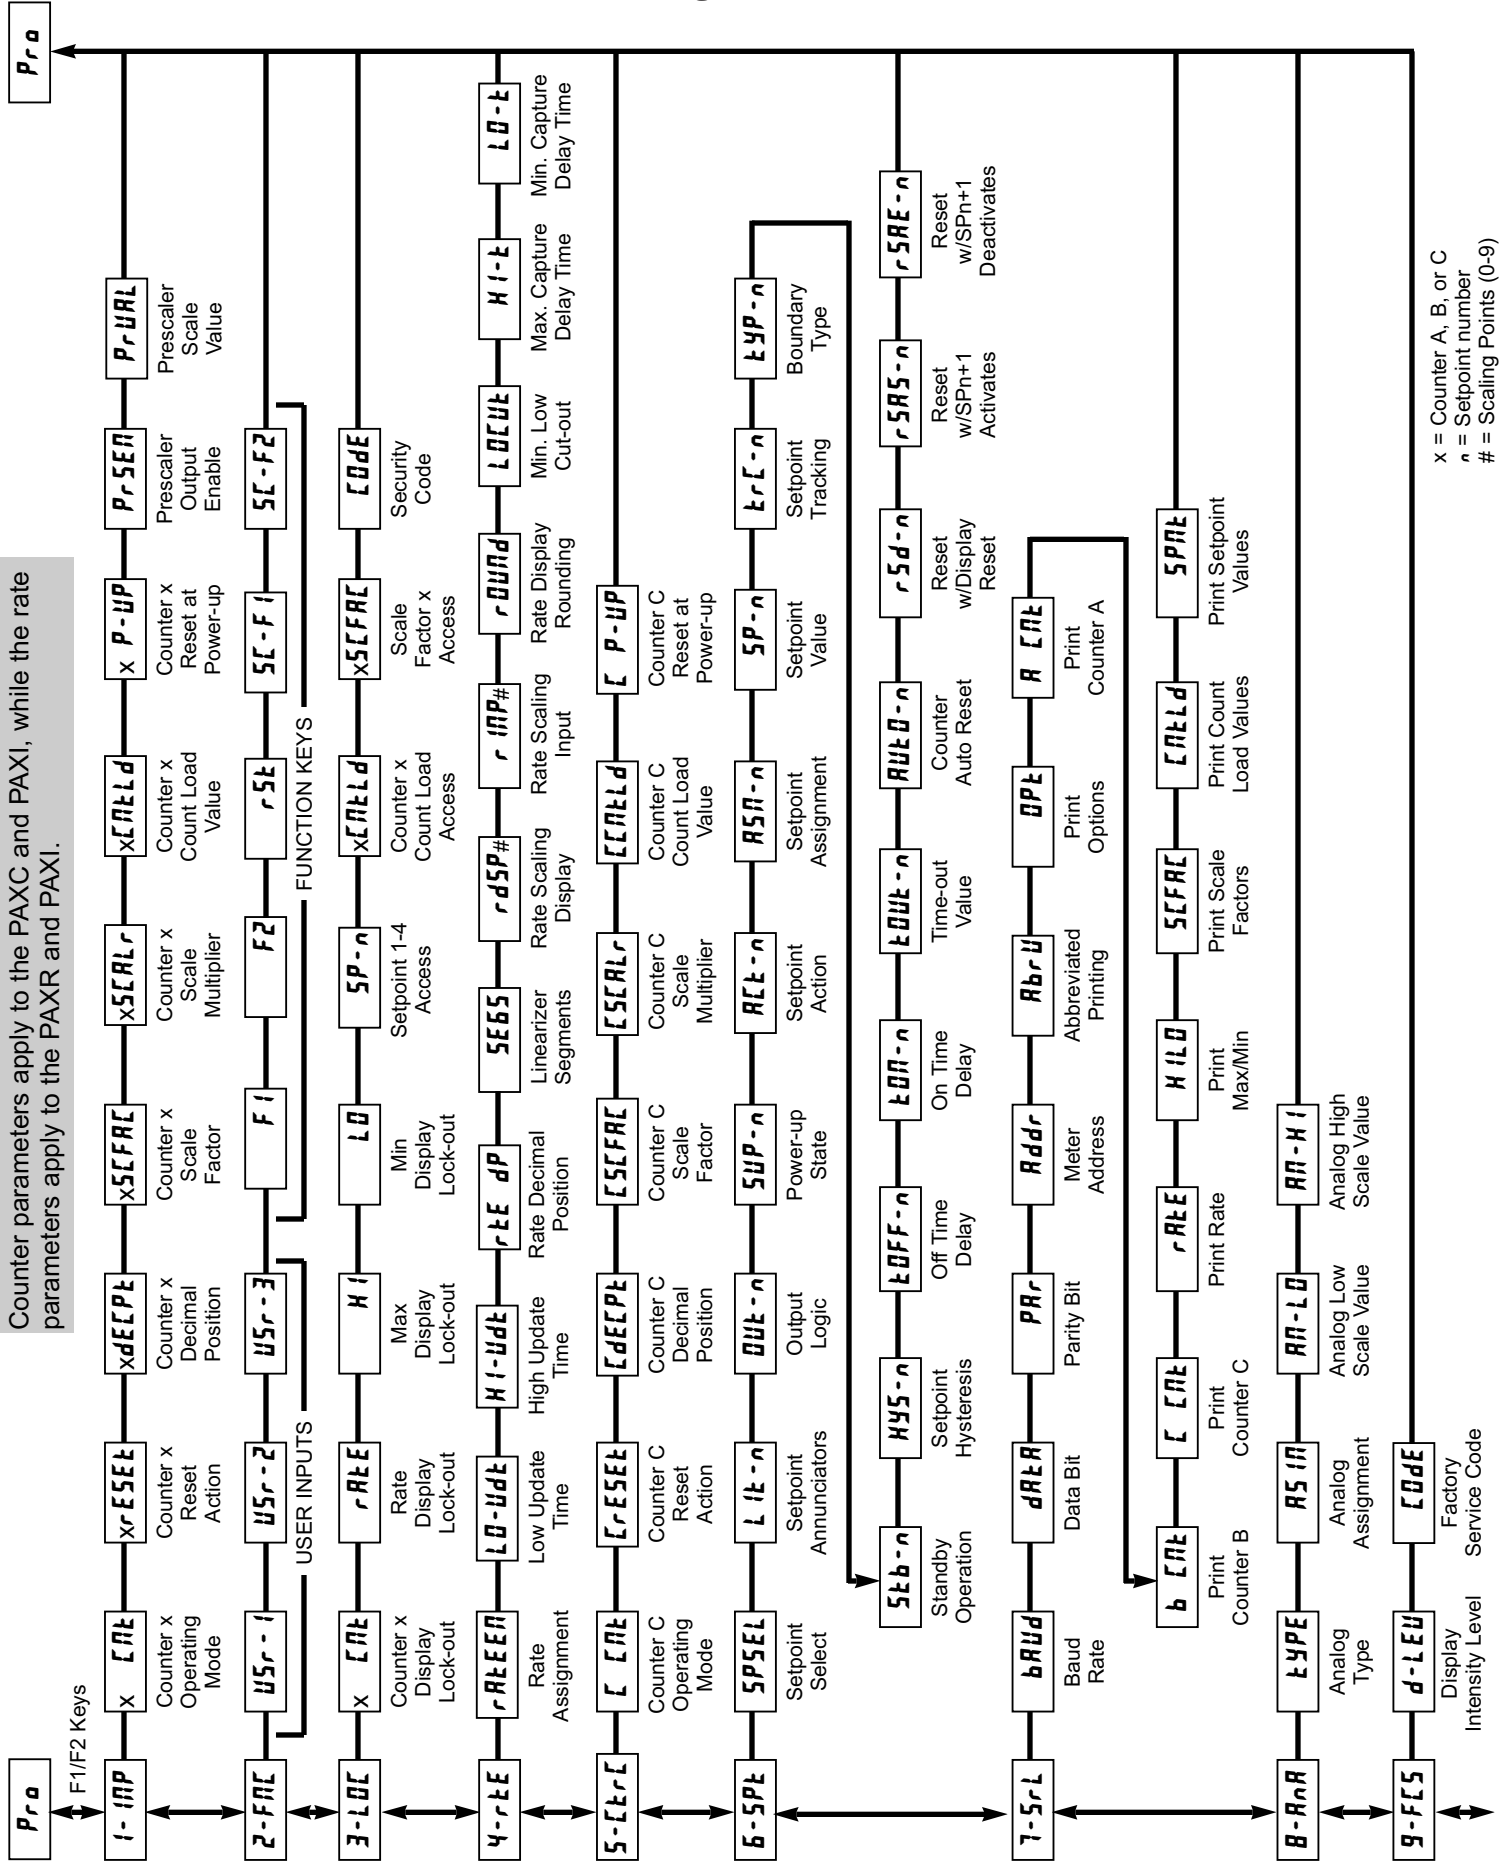 Counter parameters apply to the PAXC and PAXI, while the rate
parameters apply to the PAXR and PAXI.
Pro
Pro
F1/F2 Keys
1-INP
x CNt
Counter x
Operating
Mode
xrESEt
Counter x
Reset
Action
xdECPt
Counter x
Decimal
Position
xSCFAC
Counter x
Scale
Factor
xSCALr
Counter x
Scale
Multiplier
xCNtLd
Counter x
Count Load
Value
x P-UP
Counter x
Reset at
Power-up
PrSEN
Prescaler
Output
Enable
PrVAL
Prescaler
Scale
Value
2-FNC
USr-1
USr-2
USr-3
USER INPUTS
F1
F2
rSt
SC-F1
SC-F2
FUNCTION KEYS
3-LOC
x CNt
Counter x
Display
Lock-out
rAtE
Rate
Display
Lock-out
HI
Max
Display
Lock-out
LO
Min
Display
Lock-out
SP-n
Setpoint 1-4
Access
xCNtLd
Counter x
Count Load
Access
xSCFAC
Scale
Factor x
Access
COdE
Security
Code
4-rtE
rAtEEN
Rate
Assignment
LO-Udt
Low Update
Time
HI-Udt
High Update
Time
rtE dP
Rate Decimal
Position
SEGS
Linearizer
Segments
rdSP#
Rate Scaling
Display
rINP#
Rate Scaling
Input
rOUNd
Rate Display
Rounding
LOCUt
Min. Low
Cut-out
HI-t
Max. Capture
Delay Time
LO-t
Min. Capture
Delay Time
5-CtrC
C CNt
Counter C
Operating
Mode
CrESEt
Counter C
Reset
Action
CdECPt
Counter C
Decimal
Position
CSCFAC
Counter C
Scale
Factor
CSCALr
Counter C
Scale
Multiplier
CCNtLd
Counter C
Count Load
Value
C P-UP
Counter C
Reset at
Power-up
6-SPt
SPSEL
Setpoint
Select
LIt-n
Setpoint
Annunciators
OUt-n
Output
Logic
SUP-n
Power-up
State
ACt-n
Setpoint
Action
ASN-n
Setpoint
Assignment
SP-n
Setpoint
Value
trC-n
Setpoint
Tracking
tYP-n
Boundary
Type
Stb-n
Standby
Operation
HYS-n
Setpoint
Hysteresis
tOFF-n
Off Time
Delay
tON-n
On Time
Delay
tOUt-n
Time-out
Value
AUtO-n
Counter
Auto Reset
rSd-n
Reset
w/Display
Reset
rSAS-n
Reset
w/SPn+1
Activates
rSAE-n
Reset
w/SPn+1
Deactivates
7-SrL
bAUd
Baud
Rate
dAtA
Data Bit
PAr
Parity Bit
Addr
Meter
Address
AbrV
Abbreviated
Printing
OPt
Print
Options
A CNt
Print
Counter A
b CNt
Print
Counter B
C CNt
Print
Counter C
rAtE
Print Rate
HILO
Print
Max/Min
SCFAC
Print Scale
Factors
CNtLd
Print Count
Load Values
SPNt
Print Setpoint
Values
8-AnA
tYPE
Analog
Type
ASIN
Analog
Assignment
AN-LO
Analog Low
Scale Value
AN-HI
Analog High
Scale Value
9-FCS
d-LEV
Display
Intensity Level
COdE
Factory
Service Code
x = Counter A, B, or C
n = Setpoint number
# = Scaling Points (0-9)